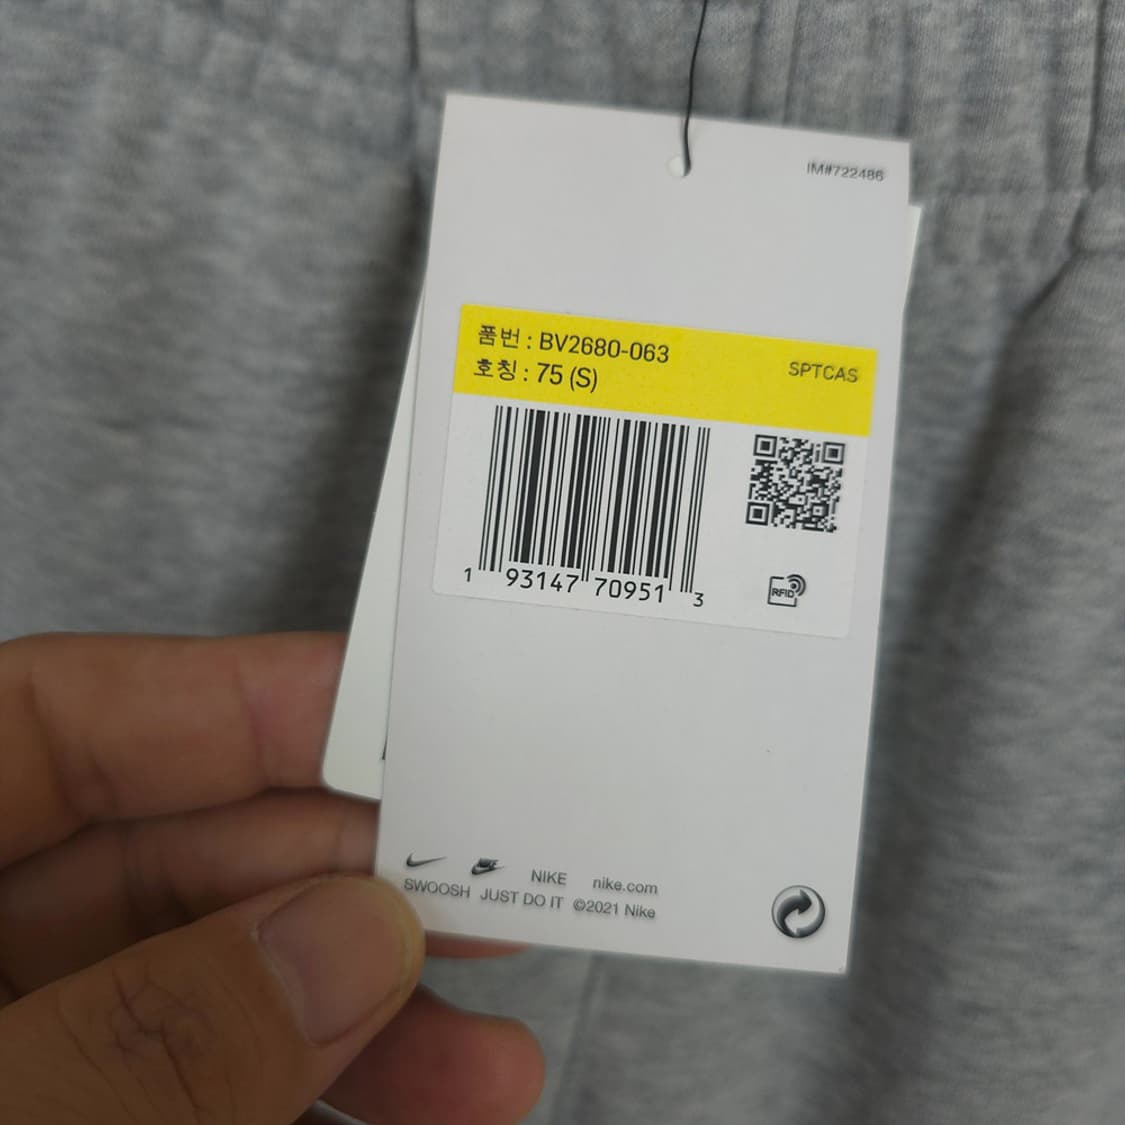 IM#722486
품번 : BV2680-063
호칭 : 75 (S)
SPTCAS
1 93147 70951 3
RFID
NIKE
NIKE nike.com
SWOOSH JUST DO IT ©2021 Nike